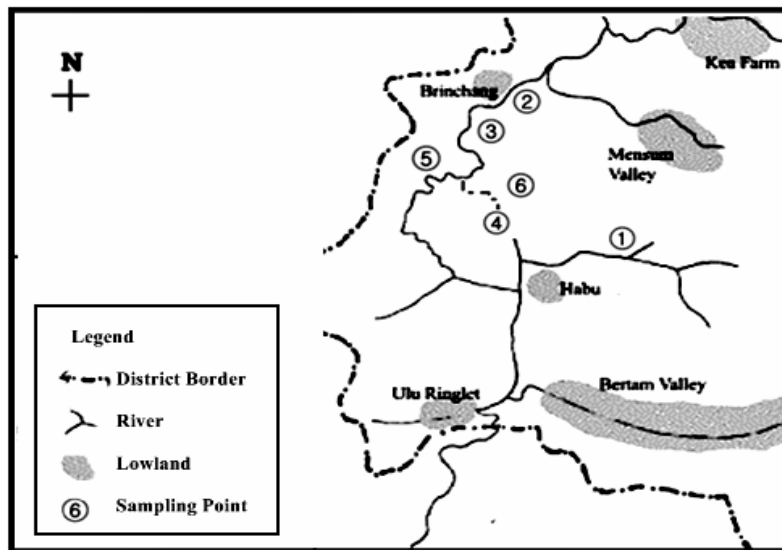 N
Brinchang
Kea Farm
②
③
Mensum
Valley
⑤
⑥
④
①
Habu
Legend
District Border
Ulu Ringlet
Bertam Valley
River
Lowland
⑥
Sampling Point